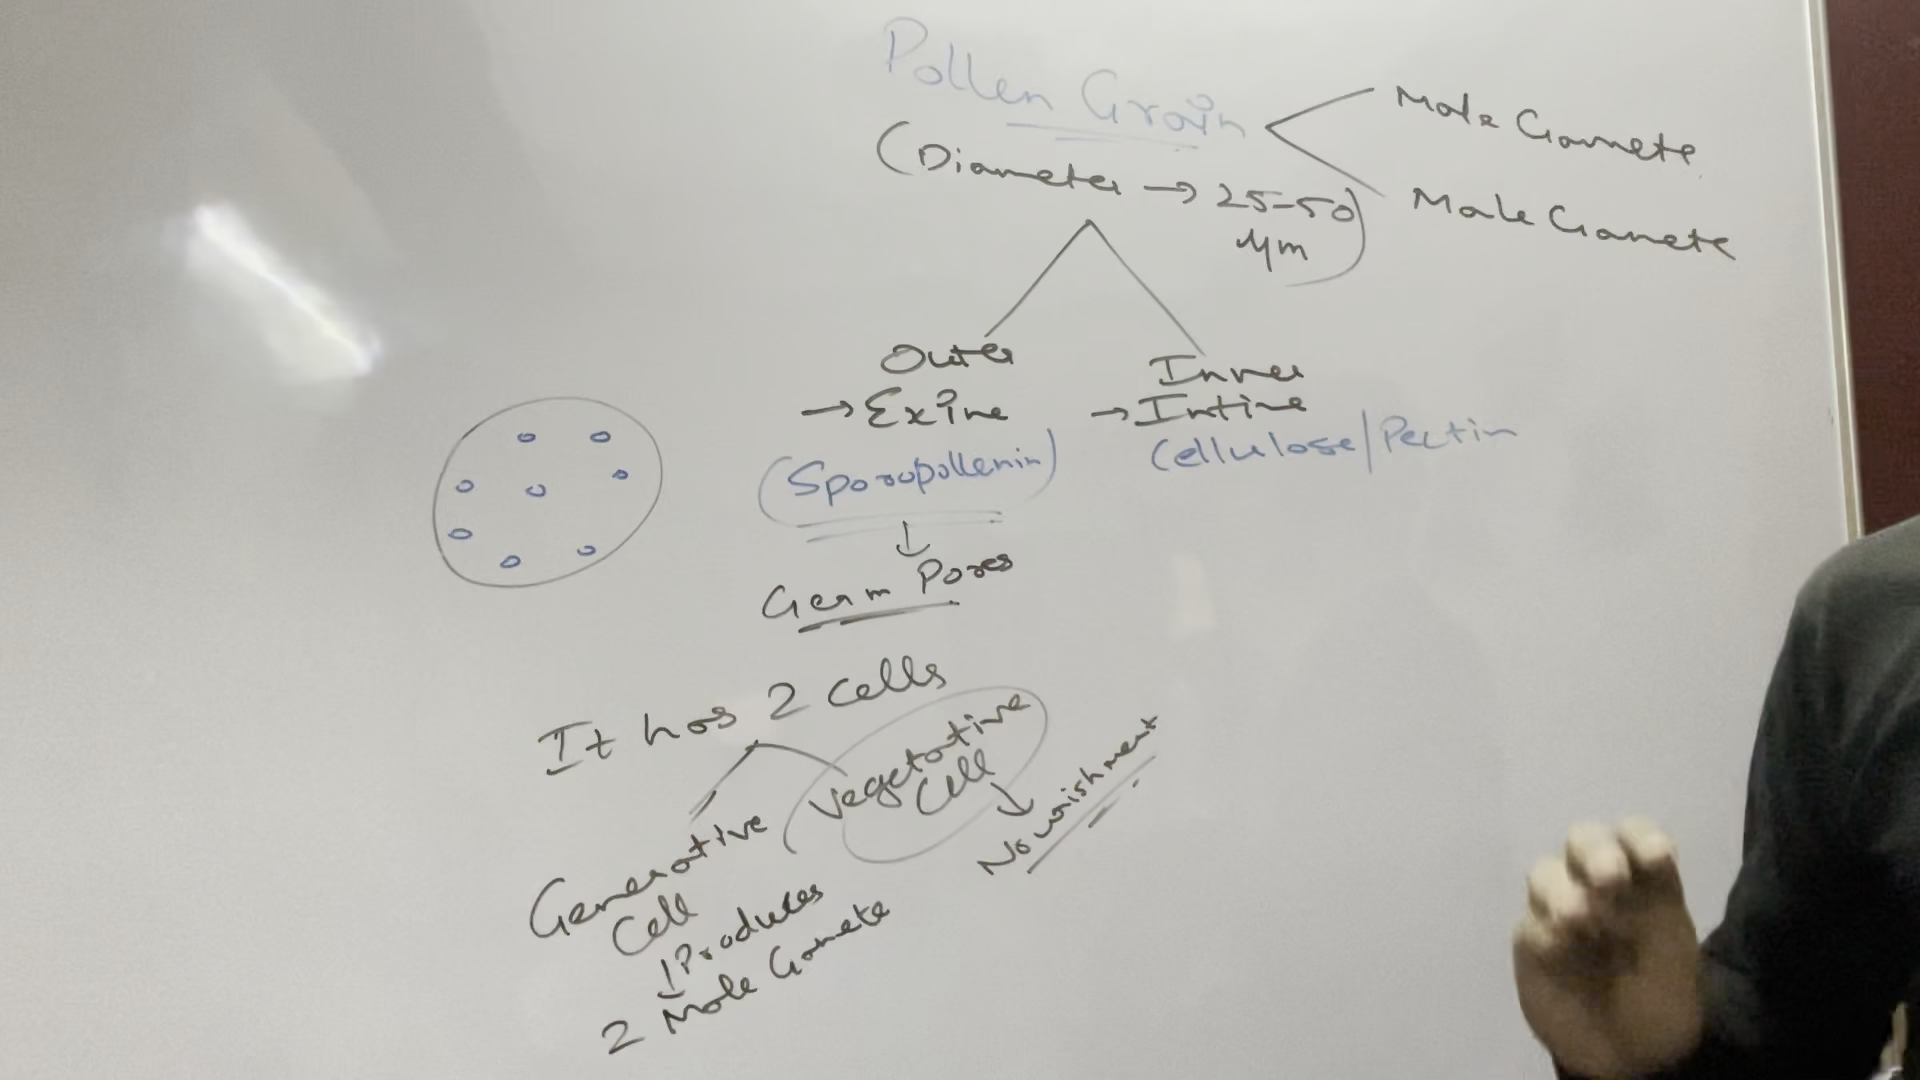 Pollen Grain
Male Gamete
Male Gamete
(Diameter → 25-50 μm)
Outer
→ Exine
(Sporopollenin)
↓
Germ Pores
Inner
→ Intine
Cellulose/Pectin
It has 2 cells
Generative
Cell
↓ Produces
2 Male Gamete
Vegetative
Cell
→ Nourishment